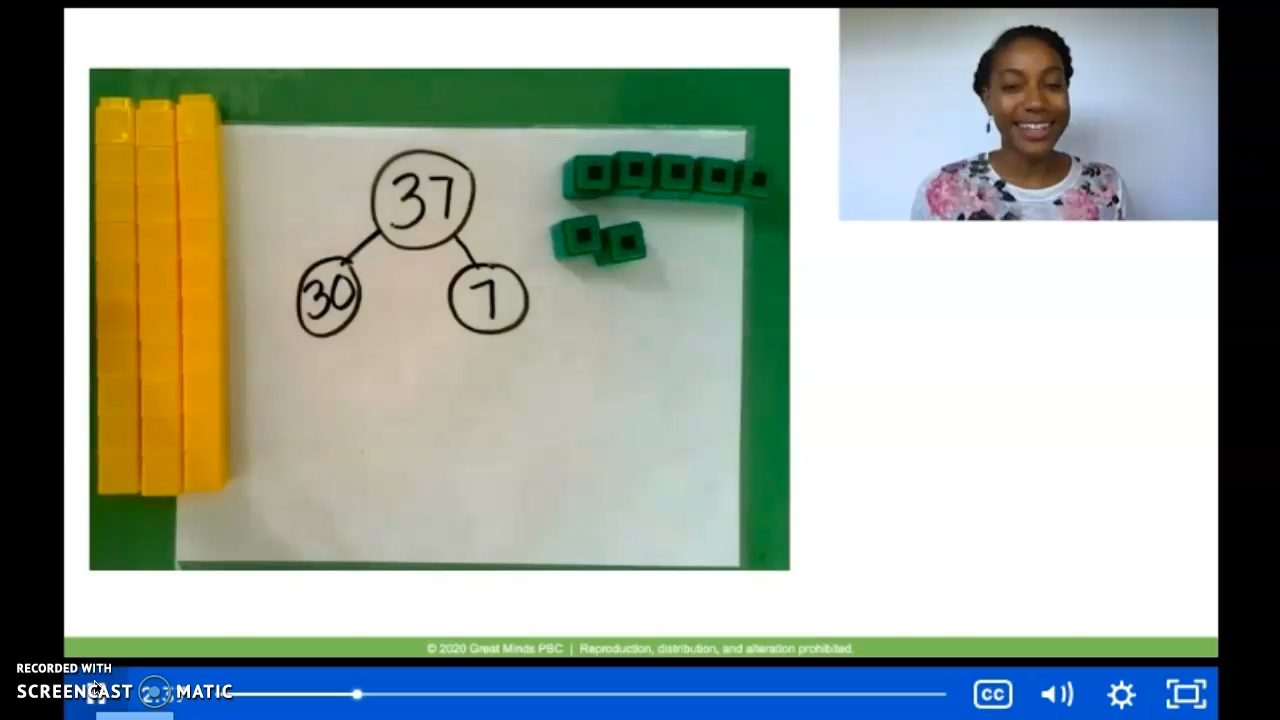 37
30
7
© 2020 Great Minds PBC | Reproduction, distribution, and alteration prohibited.
RECORDED WITH
SCREENCAST MATIC
CC